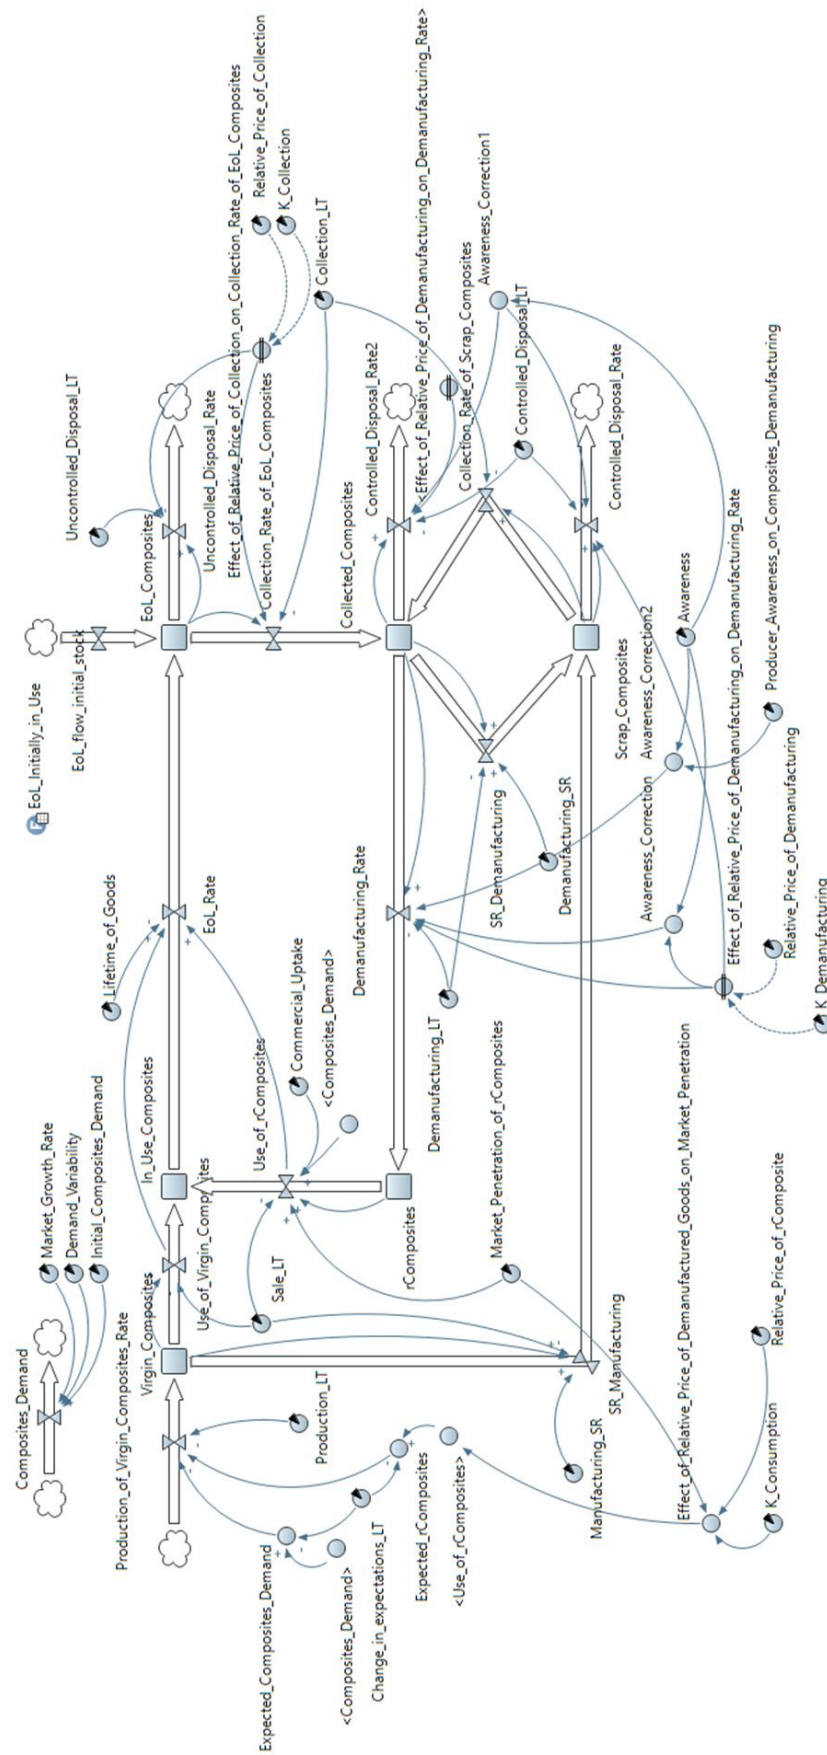 Composites_Demand
Market_Growth_Rate
Demand_Variability
Initial_Composites_Demand
Lifetime_of_Goods
EoL_Initially_in_Use
EoL_flow_initial_stock
Uncontrolled_Disposal_LT
Production_of_Virgin_Composites_Rate
Virgin_Composites
Use_of_Virgin_Composites
In_Use_Composites
EoL_Rate
EoL_Composites
Uncontrolled_Disposal_Rate
Effect_of_Relative_Price_of_Collection_on_Collection_Rate_of_EoL_Composites
Relative_Price_of_Collection
K_Collection
Collection_Rate_of_EoL_Composites
Collection_LT
Expected_Composites_Demand
<Composites_Demand>
Change_in_expectations_LT
Production_LT
Sale_LT
Use_of_rComposites
Commercial_Uptake
<Composites_Demand>
Demanufacturing_Rate
Collected_Composites
Controlled_Disposal_Rate2
<Effect_of_Relative_Price_of_Demanufacturing_on_Demanufacturing_Rate>
Expected_rComposites
<Use_of_rComposites>
rComposites
Demanufacturing_LT
Collection_Rate_of_Scrap_Composites
Awareness_Correction1
SR_Demanufacturing
Market_Penetration_of_rComposites
Controlled_Disposal_LT
Demanufacturing_SR
Manufacturing_SR
SR_Manufacturing
Scrap_Composites
Controlled_Disposal_Rate
Awareness_Correction
Awareness_Correction2
Awareness
Effect_of_Relative_Price_of_Demanufactured_Goods_on_Market_Penetration
Effect_of_Relative_Price_of_Demanufacturing_on_Demanufacturing_Rate
K_Consumption
Relative_Price_of_rComposite
Relative_Price_of_Demanufacturing
Producer_Awareness_on_Composites_Demanufacturing
K_Demanufacturing